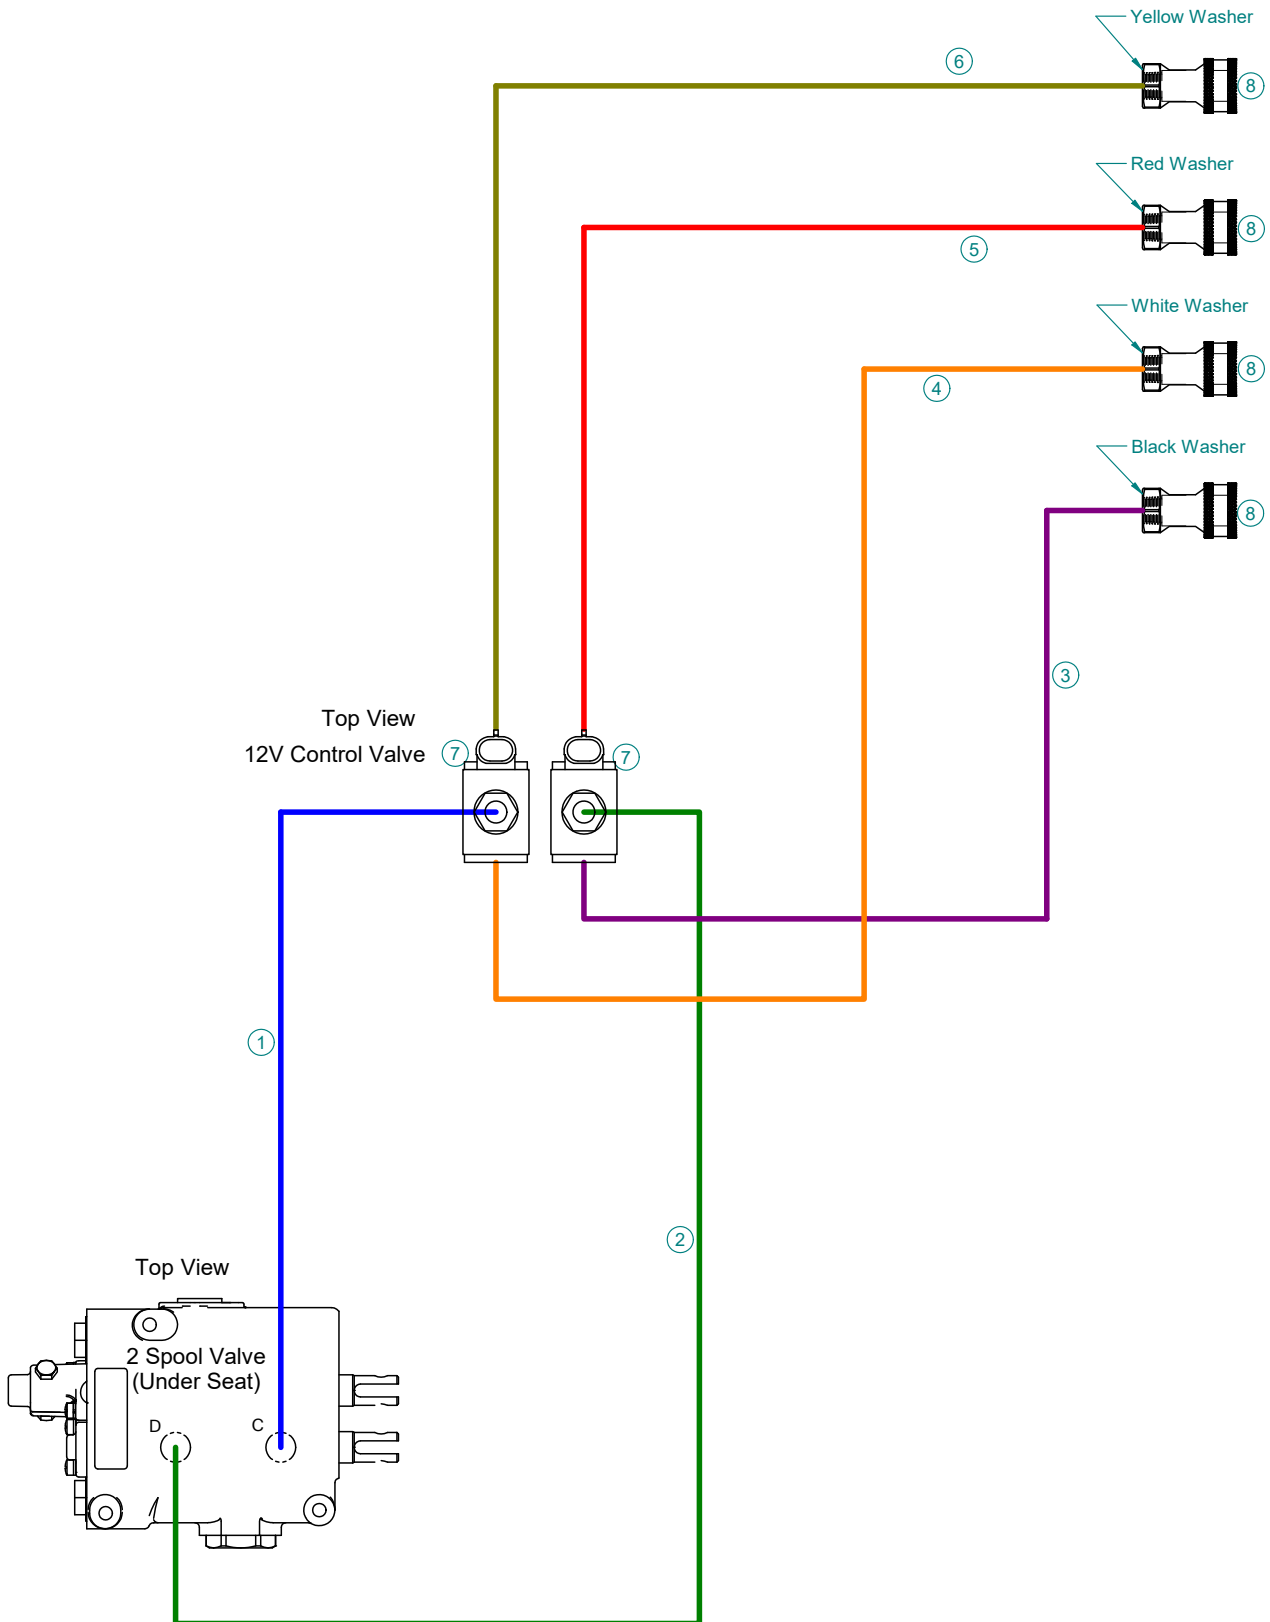 Yellow Washer
6
8
Red Washer
5
8
White Washer
4
8
Black Washer
8
3
Top View
12V Control Valve
7
7
1
2
Top View
2 Spool Valve
(Under Seat)
D
C